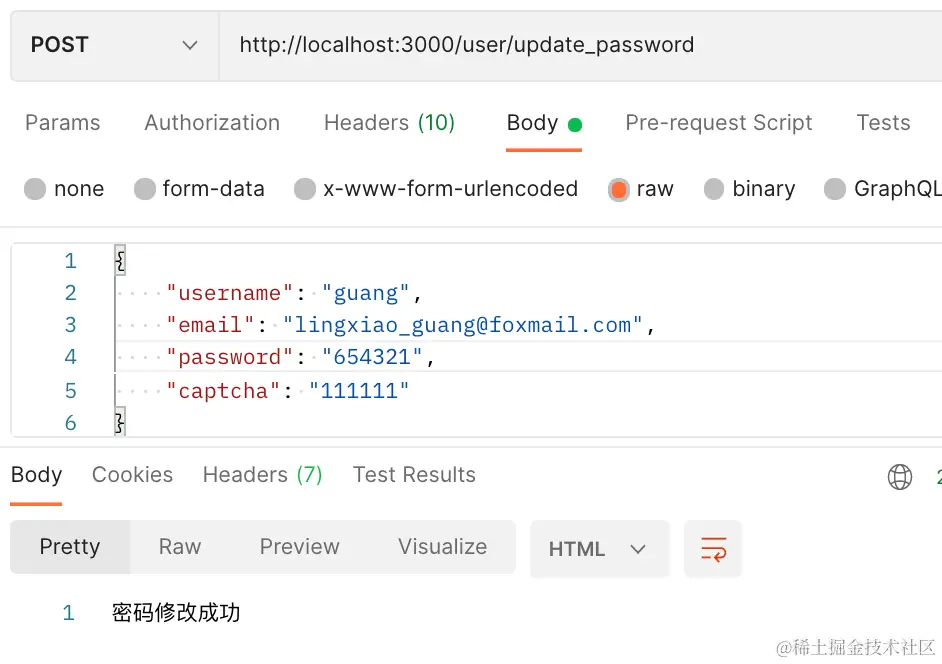 POST http://localhost:3000/user/update_password
Params Authorization Headers (10) Body Pre-request Script Tests
none form-data x-www-form-urlencoded raw binary GraphQL
1 {
2 "username": "guang",
3 "email": "lingxiao_guang@foxmail.com",
4 "password": "654321",
5 "captcha": "111111"
6 }
Body Cookies Headers (7) Test Results 2
Pretty Raw Preview Visualize HTML
1 密码修改成功
@稀土掘金技术社区